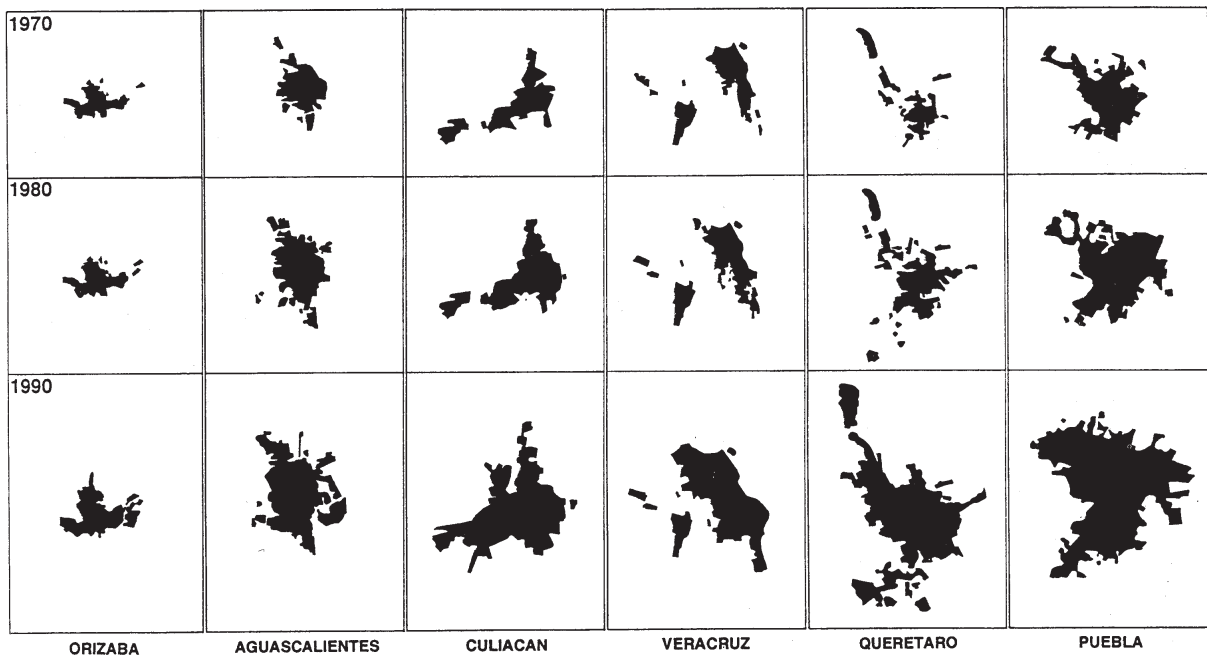 1970
1980
1990
ORIZABA AGUASCALIENTES CULIACAN VERACRUZ QUERETARO PUEBLA